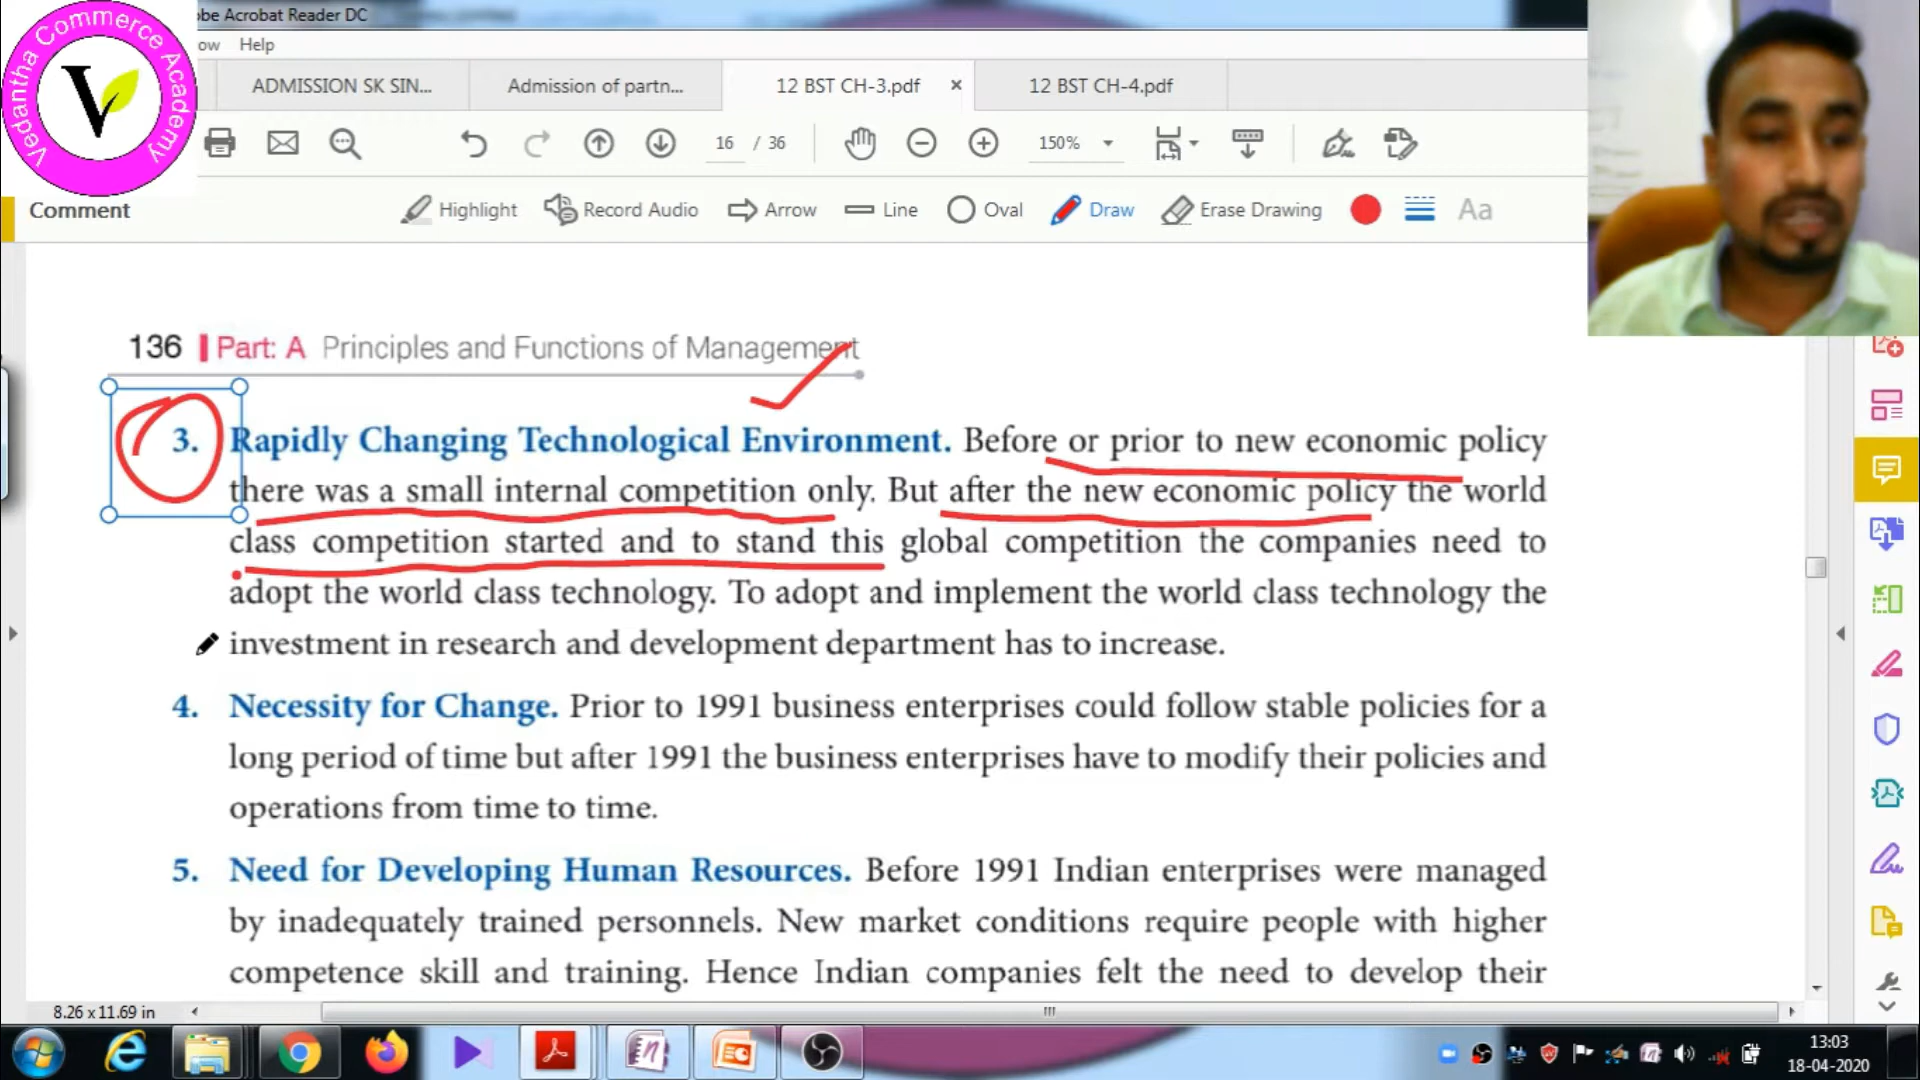 Vedantha Commerce Academy
V
be Acrobat Reader DC
ow Help
ADMISSION SK SIN...
Admission of partn...
12 BST CH-3.pdf
12 BST CH-4.pdf
16 / 36
150%
Comment
Highlight
Record Audio
Arrow
Line
Oval
Draw
Erase Drawing
Aa
136 Part: A Principles and Functions of Management
3. Rapidly Changing Technological Environment. Before or prior to new economic policy
there was a small internal competition only. But after the new economic policy the world
class competition started and to stand this global competition the companies need to
adopt the world class technology. To adopt and implement the world class technology the
investment in research and development department has to increase.
4. Necessity for Change. Prior to 1991 business enterprises could follow stable policies for a
long period of time but after 1991 the business enterprises have to modify their policies and
operations from time to time.
5. Need for Developing Human Resources. Before 1991 Indian enterprises were managed
by inadequately trained personnels. New market conditions require people with higher
competence skill and training. Hence Indian companies felt the need to develop their
8.26 x 11.69 in
13:03
18-04-2020